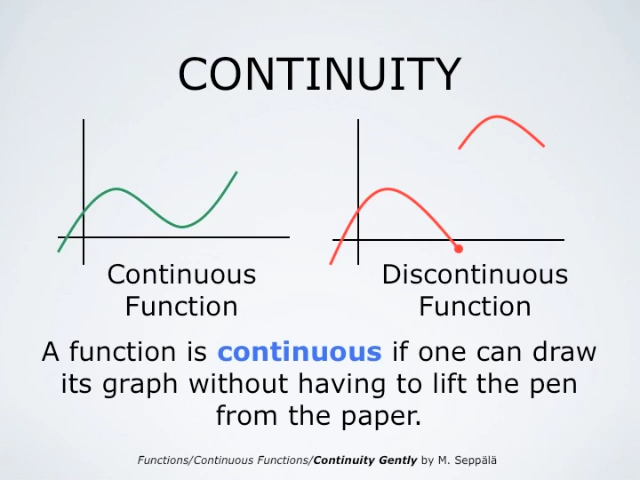 CONTINUITY
Continuous
Function
Discontinuous
Function
A function is continuous if one can draw
its graph without having to lift the pen
from the paper.
Functions/Continuous Functions/Continuity Gently by M. Seppälä